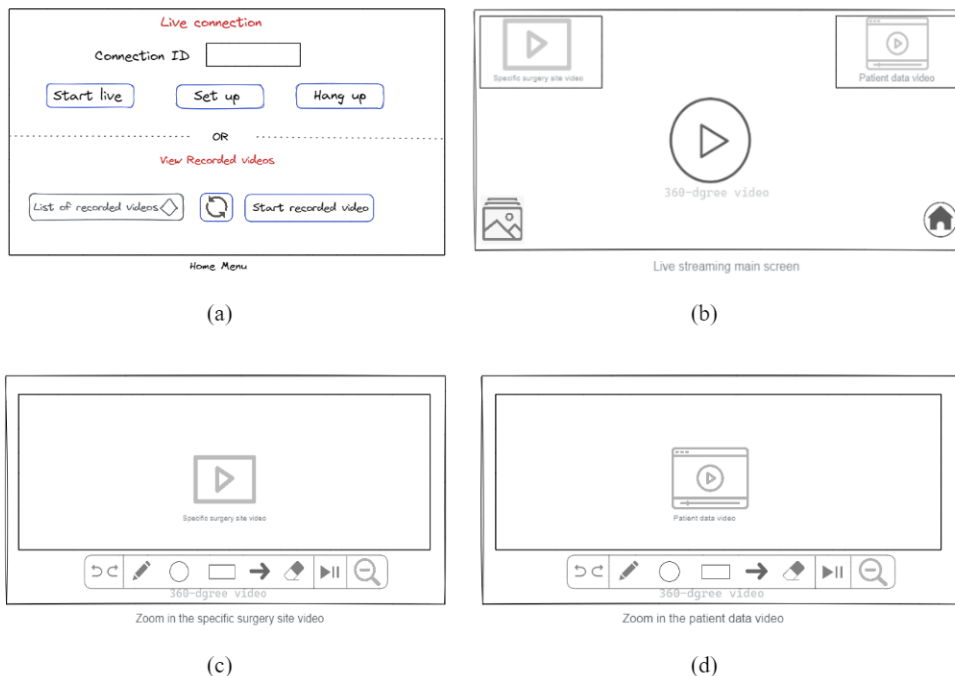 Live connection
Connection ID
Start live
Set up
Hang up
OR
View Recorded videos
List of recorded videos
Start recorded video
Home Menu
(a)
Specific surgery site video
Patient data video
360-dgree video
Live streaming main screen
(b)
Specific surgery site video
360-dgree video
Zoom in the specific surgery site video
(c)
Patient data video
360-dgree video
Zoom in the patient data video
(d)